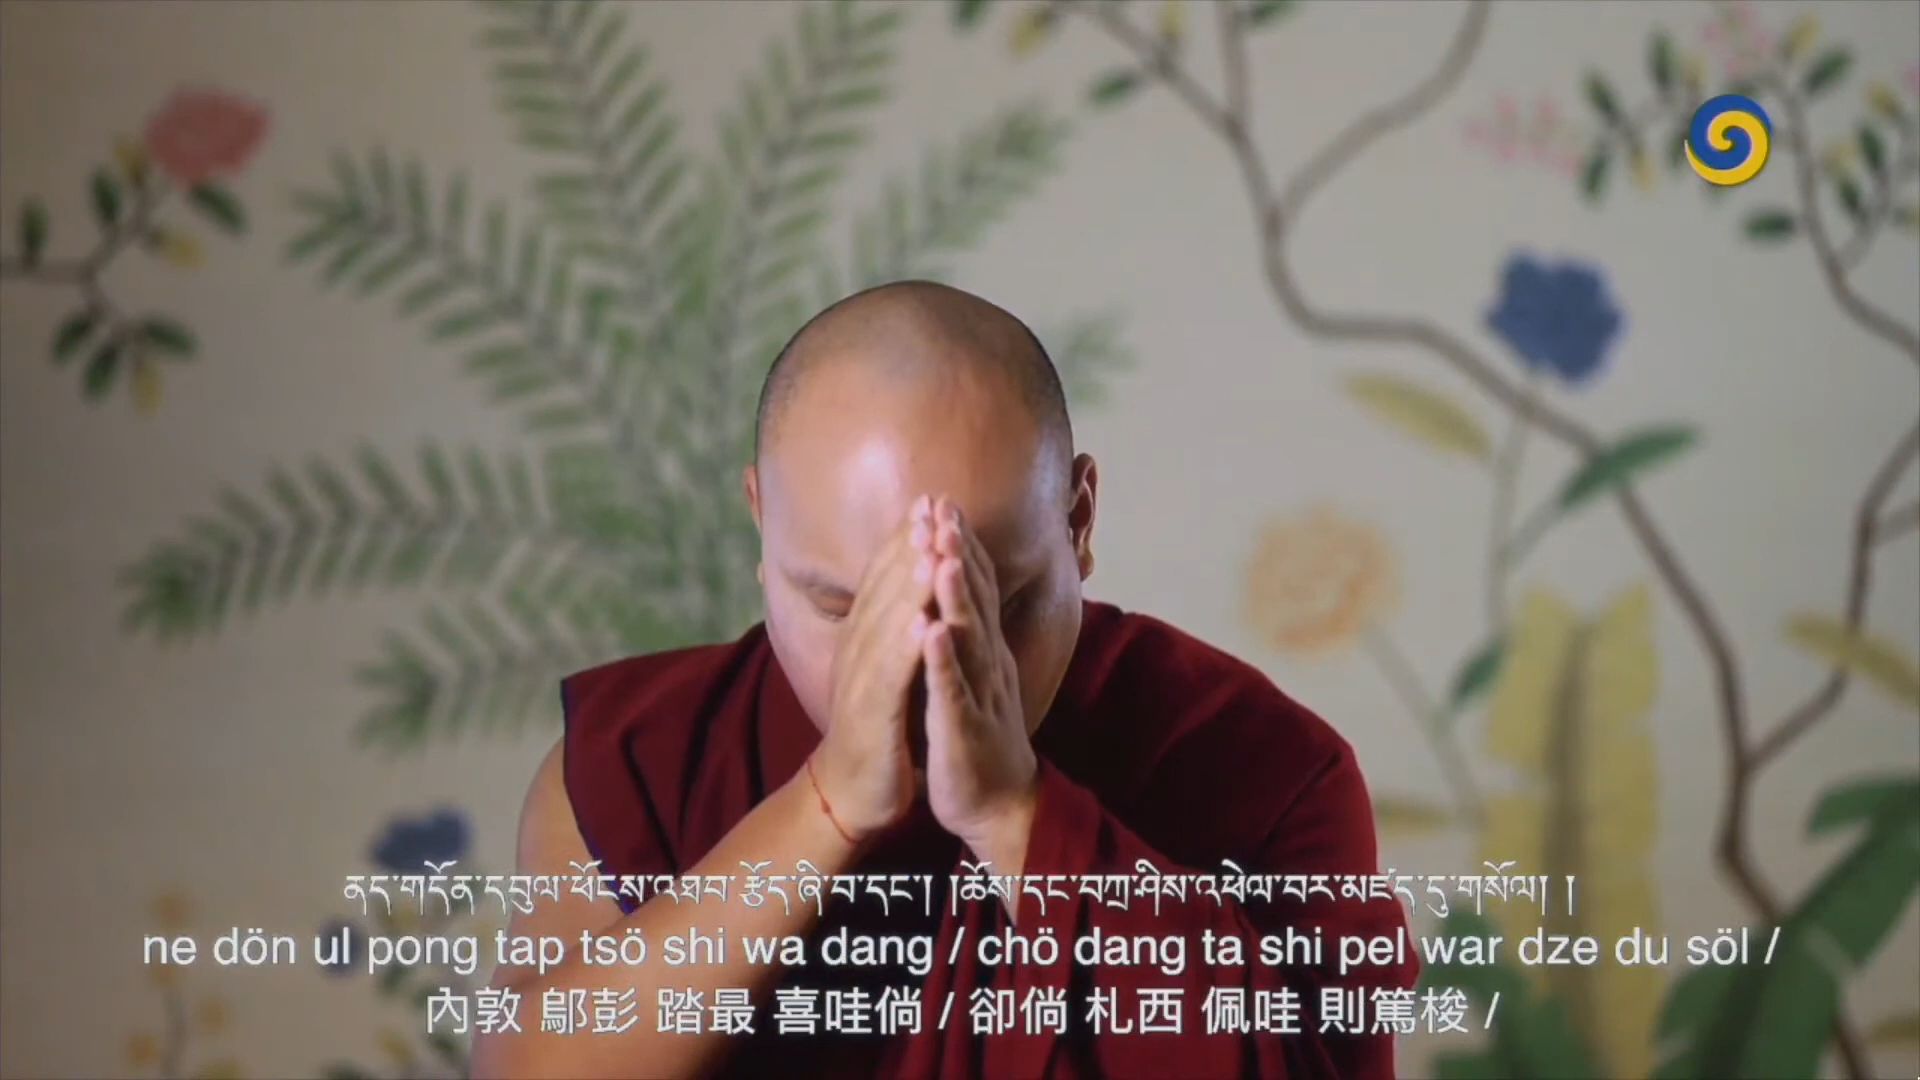 ནད་གདོན་དབུལ་ཕོངས་འཐབ་རྩོད་ཞི་བ་དང་། །ཆོས་དང་བཀྲ་ཤིས་འཕེལ་བར་མཛད་དུ་གསོལ། །
ne dön ul pong tap tsö shi wa dang / chö dang ta shi pel war dze du söl /
內敦 鄔彭 踏最 喜哇倘 / 卻倘 札西 佩哇 則篤梭 /